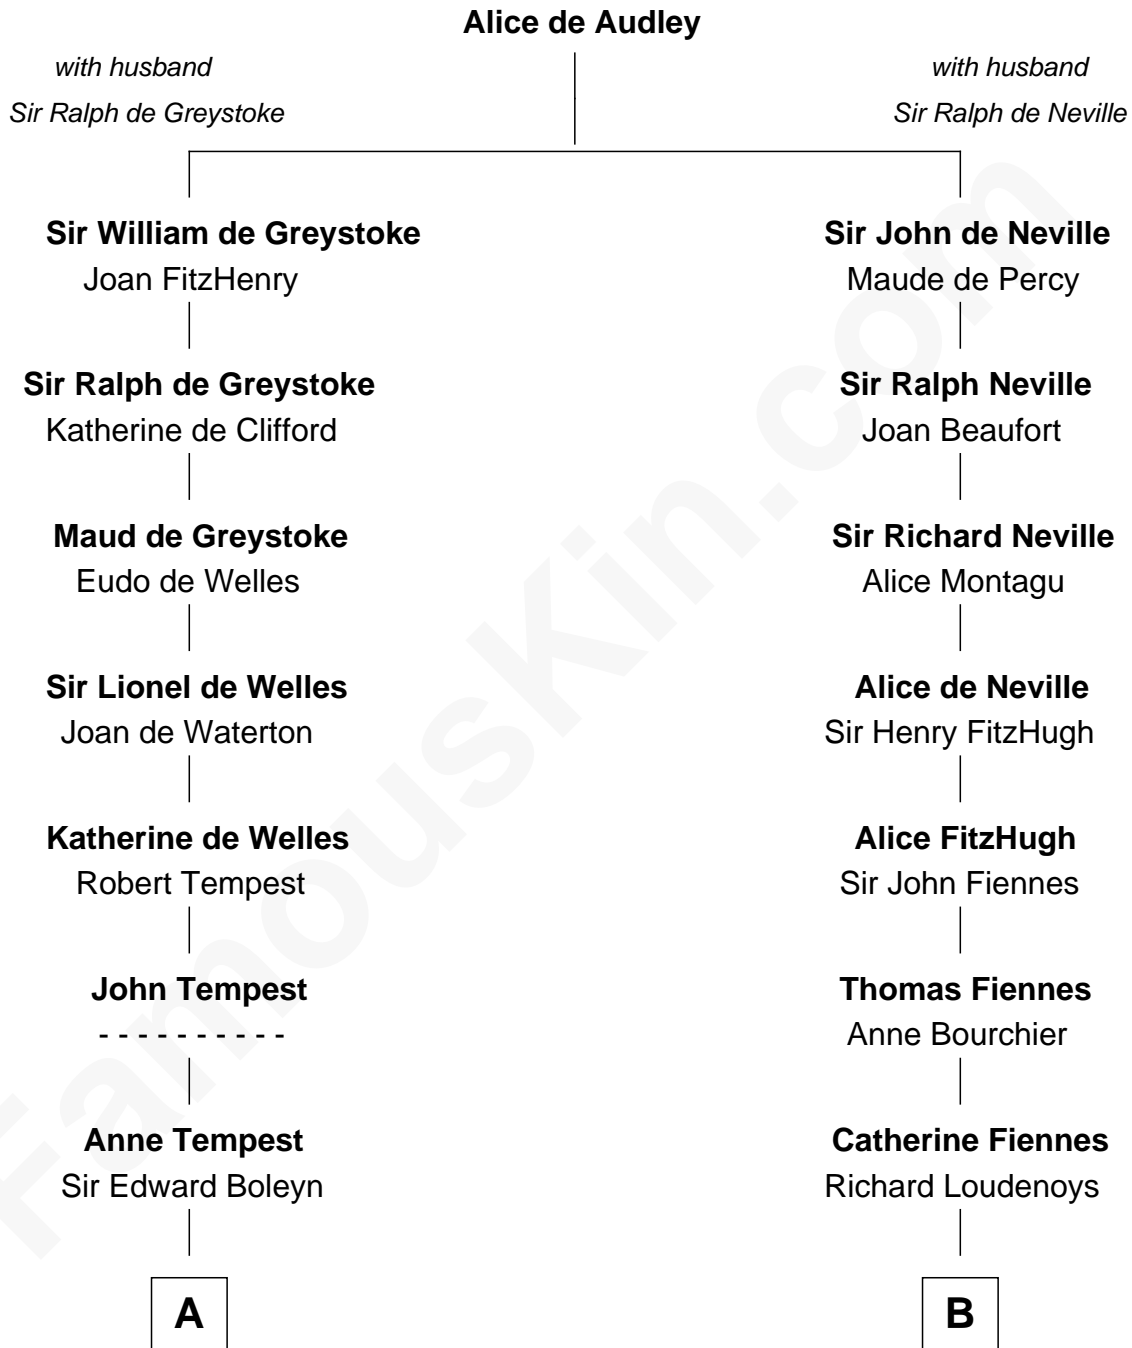 Alice de Audley
with husband
Sir Ralph de Greystoke
with husband
Sir Ralph de Neville
Sir William de Greystoke
Joan FitzHenry
Sir John de Neville
Maude de Percy
Sir Ralph de Greystoke
Katherine de Clifford
Sir Ralph Neville
Joan Beaufort
Maud de Greystoke
Eudo de Welles
Sir Richard Neville
Alice Montagu
Sir Lionel de Welles
Joan de Waterton
Alice de Neville
Sir Henry FitzHugh
Katherine de Welles
Robert Tempest
Alice FitzHugh
Sir John Fiennes
John Tempest
- - - - - - - - - -
Thomas Fiennes
Anne Bourchier
Anne Tempest
Sir Edward Boleyn
Catherine Fiennes
Richard Loudenoys
A
B
FamousKin.com